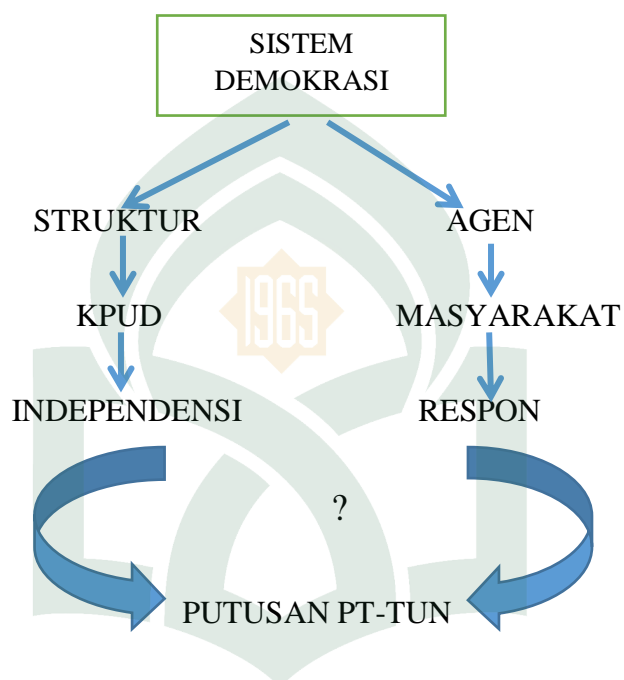 SISTEM
DEMOKRASI
STRUKTUR
AGEN
1965
KPUD
MASYARAKAT
INDEPENDENSI
RESPON
?
PUTUSAN PT-TUN